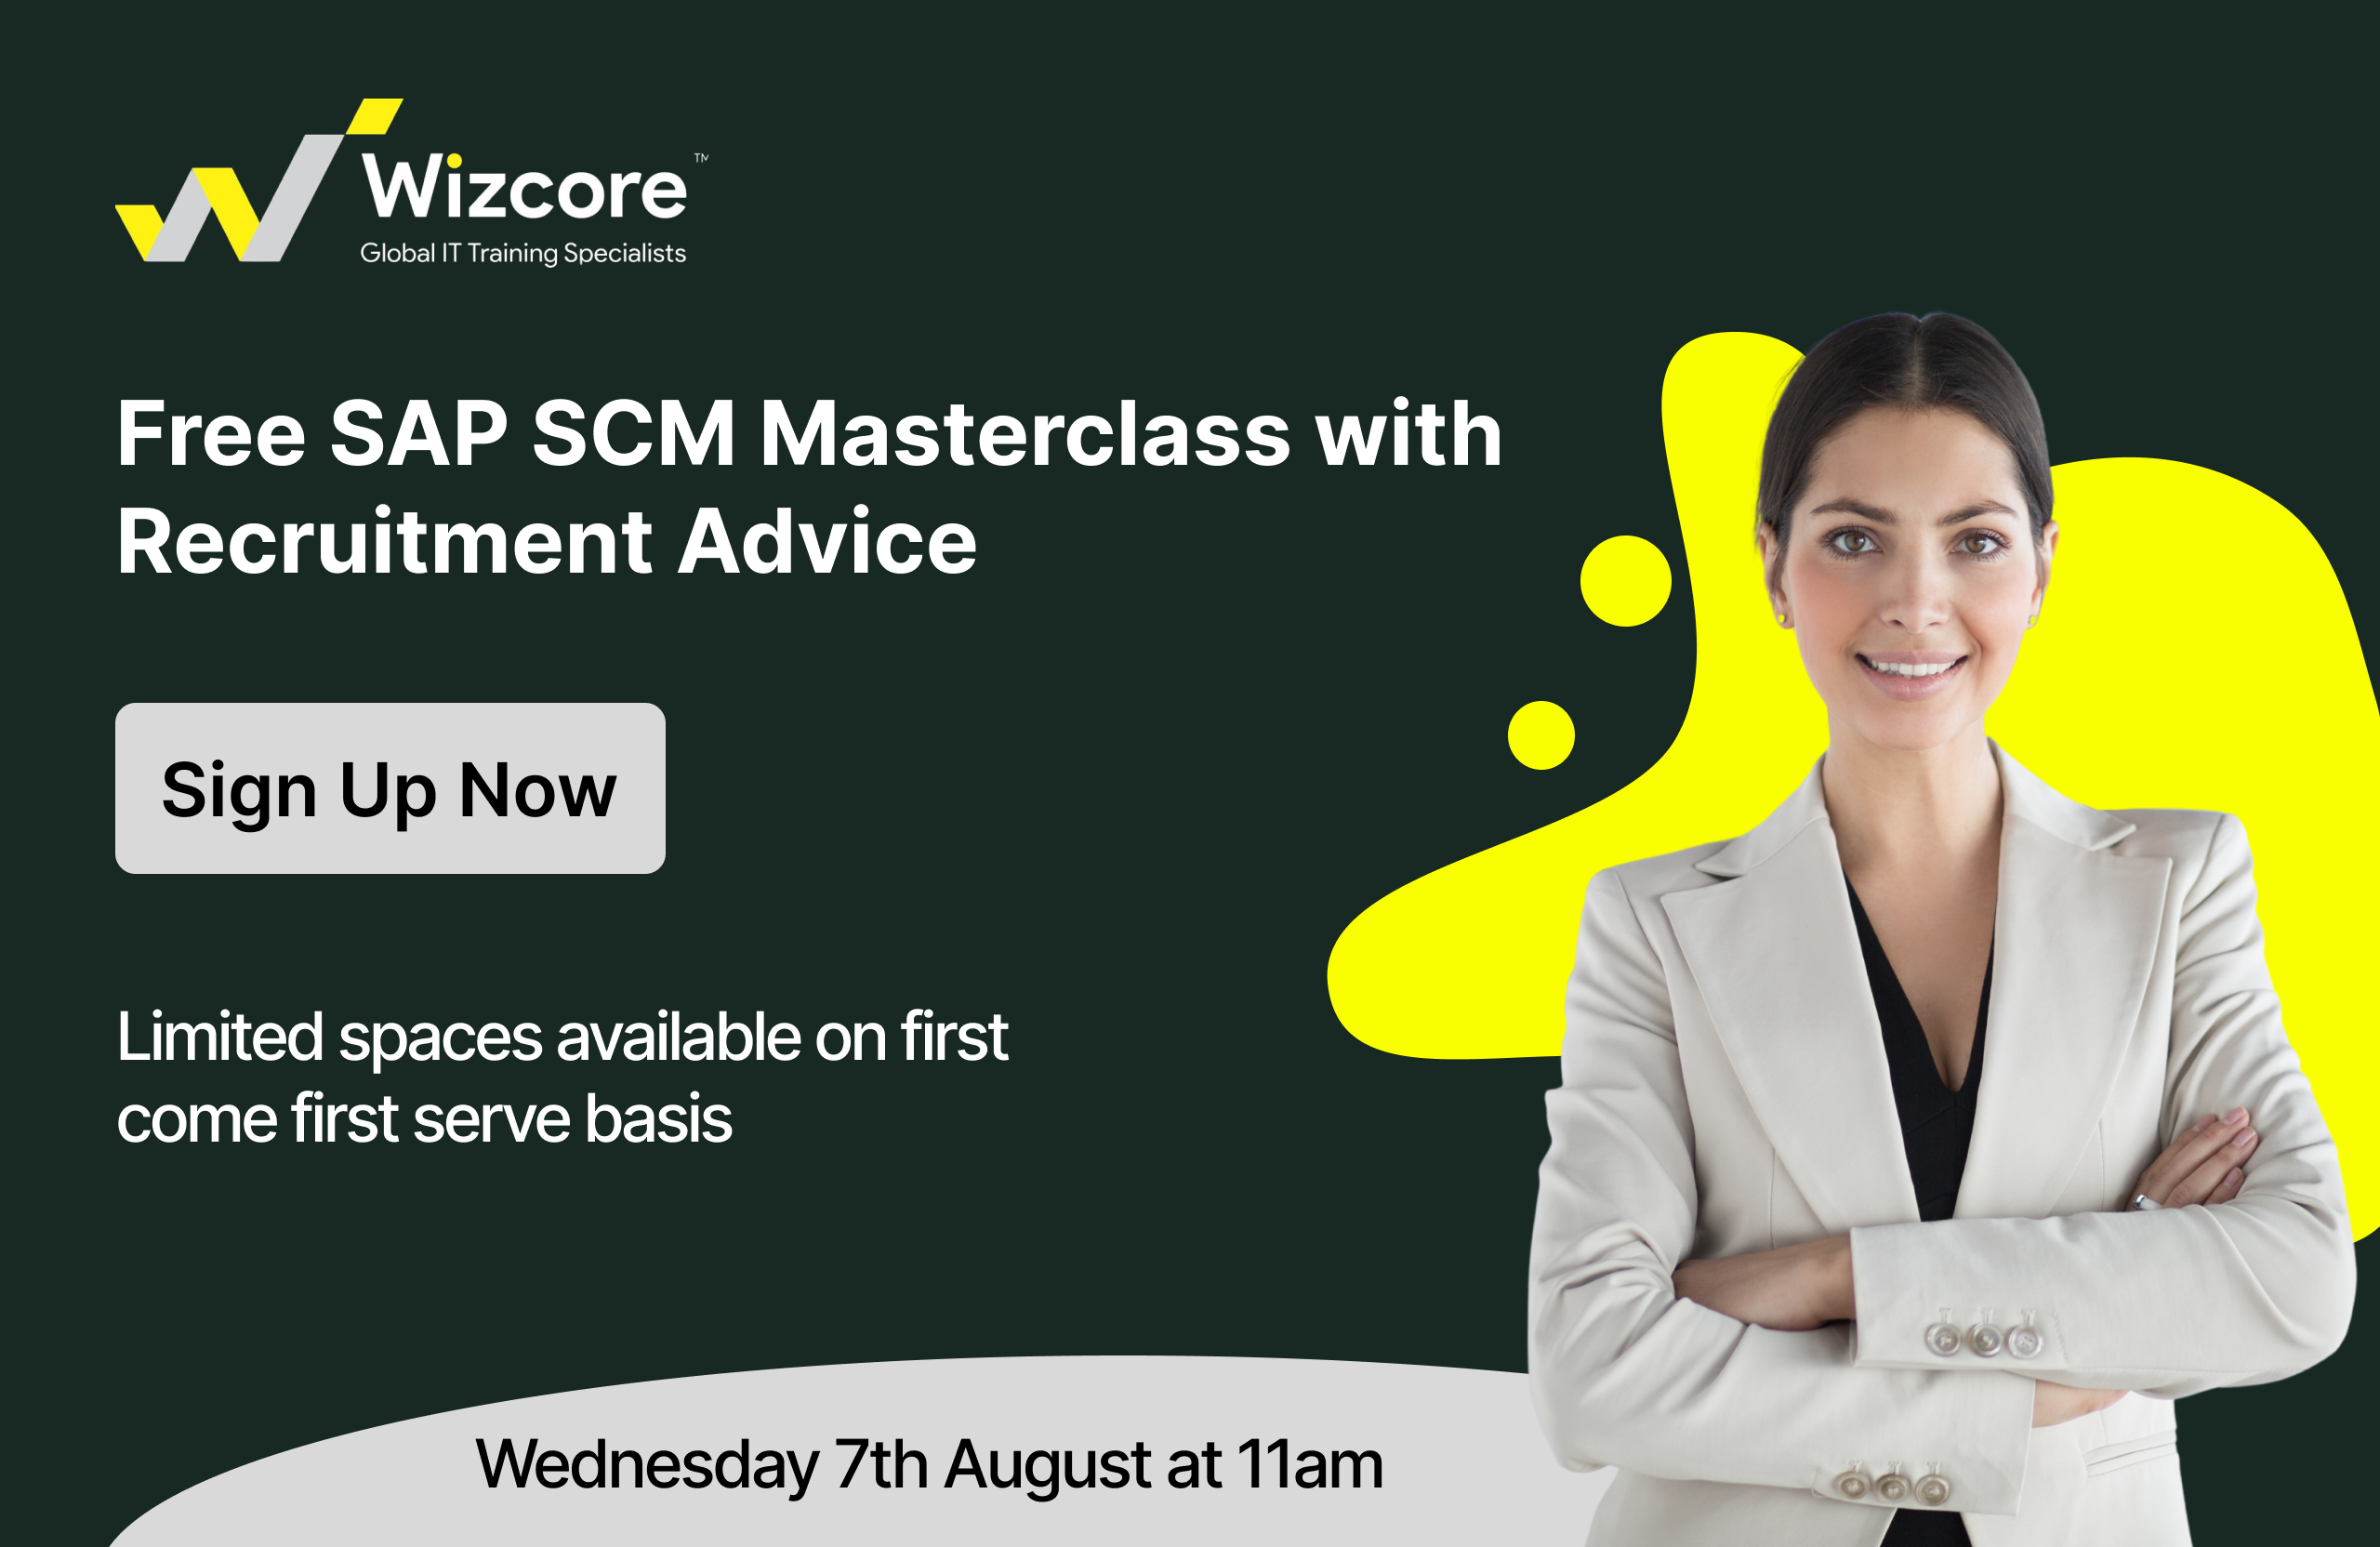 Wizcore™
Global IT Training Specialists
Free SAP SCM Masterclass with
Recruitment Advice
Sign Up Now
Limited spaces available on first
come first serve basis
Wednesday 7th August at 11am